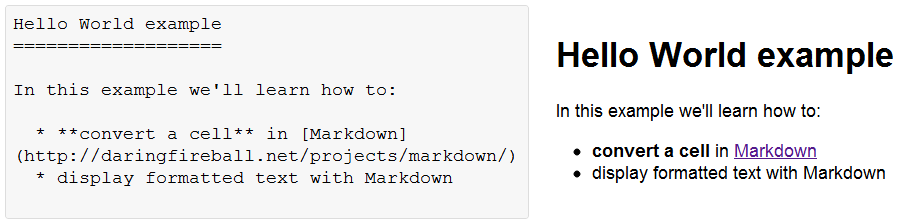 Hello World example
===================
In this example we'll learn how to:
* **convert a cell** in [Markdown]
(http://daringfireball.net/projects/markdown/)
* display formatted text with Markdown
Hello World example
In this example we'll learn how to:
• convert a cell in Markdown
• display formatted text with Markdown